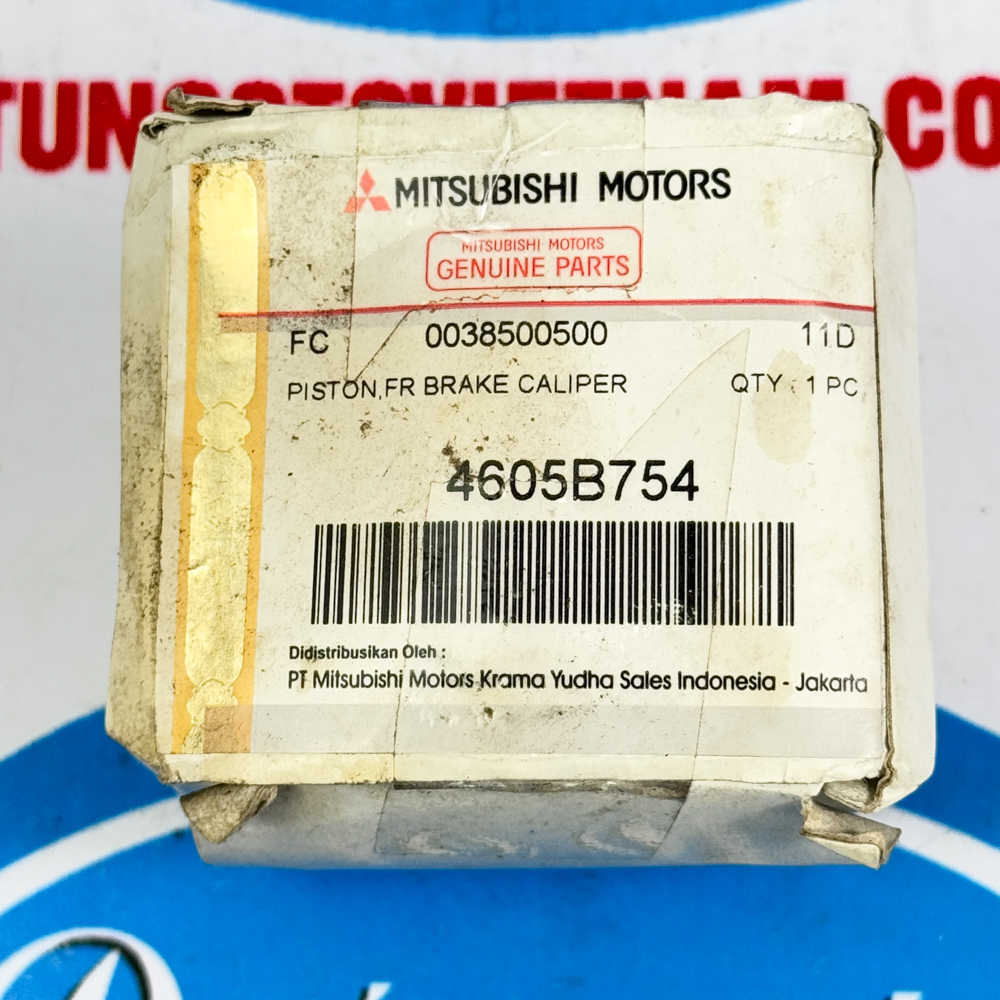 MITSUBISHI MOTORS
MITSUBISHI MOTORS
GENUINE PARTS
FC 0038500500 11D
PISTON,FR BRAKE CALIPER QTY : 1 PC
4605B754
Didistribusikan Oleh :
PT Mitsubishi Motors Krama Yudha Sales Indonesia - Jakarta